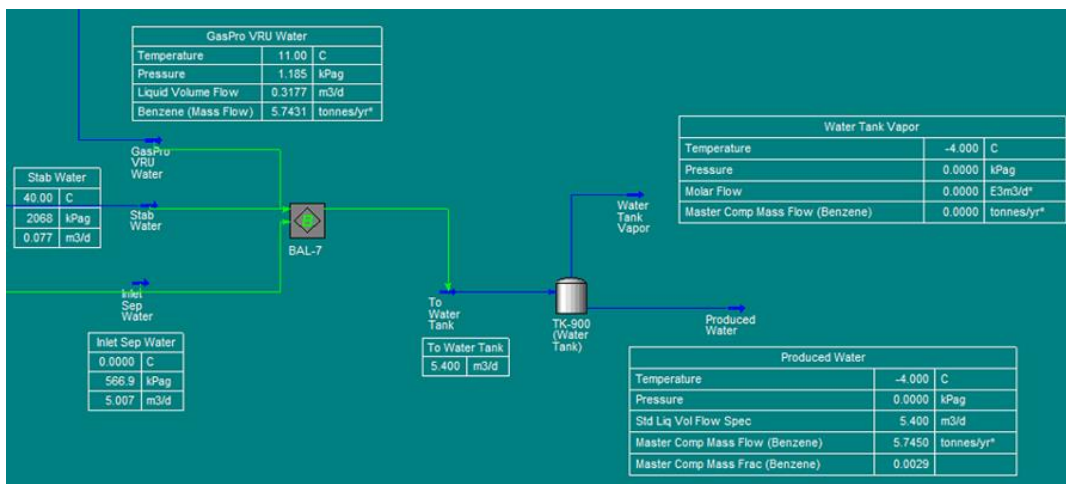 GasPro VRU Water
Temperature 11.00 C
Pressure 1.185 kPag
Liquid Volume Flow 0.3177 m3/d
Benzene (Mass Flow) 5.7431 tonnes/yr*
GasPro
VRU
Water
Stab Water
40.00 C
2068 kPag
0.077 m3/d
Stab
Water
BAL-7
Inlet
Sep
Water
Inlet Sep Water
0.0000 C
566.9 kPag
5.007 m3/d
To
Water
Tank
To Water Tank
5.400 m3/d
Water
Tank
Vapor
Water Tank Vapor
Temperature -4.000 C
Pressure 0.0000 kPag
Molar Flow 0.0000 E3m3/d*
Master Comp Mass Flow (Benzene) 0.0000 tonnes/yr*
TK-900
(Water
Tank)
Produced
Water
Produced Water
Temperature -4.000 C
Pressure 0.0000 kPag
Std Liq Vol Flow Spec 5.400 m3/d
Master Comp Mass Flow (Benzene) 5.7450 tonnes/yr*
Master Comp Mass Frac (Benzene) 0.0029